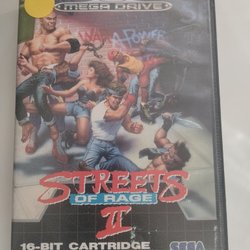 MEGA DRIVE
STREETS
OF RAGE
II
16-BIT CARTRIDGE
SEGA